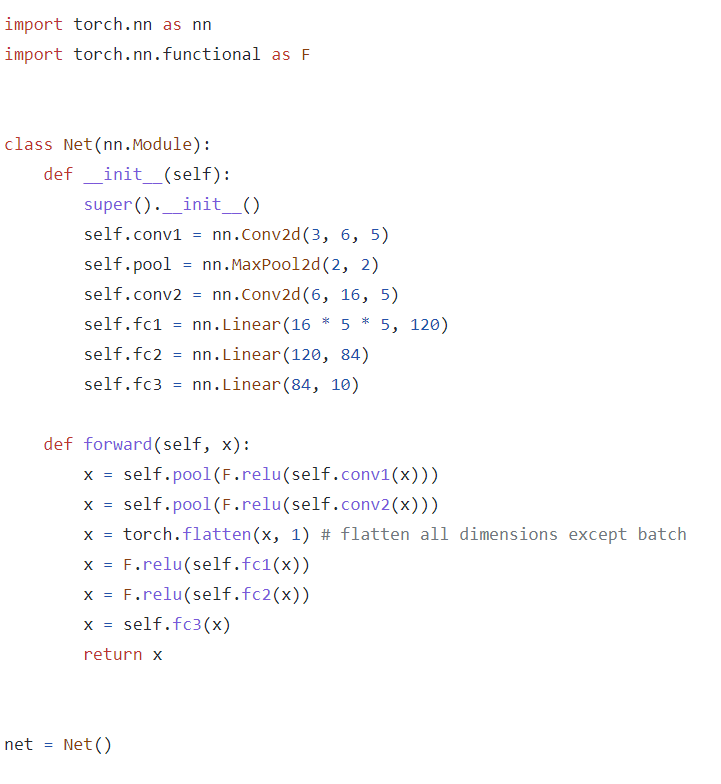 import torch.nn as nn
import torch.nn.functional as F
class Net(nn.Module):
    def __init__(self):
        super().__init__()
        self.conv1 = nn.Conv2d(3, 6, 5)
        self.pool = nn.MaxPool2d(2, 2)
        self.conv2 = nn.Conv2d(6, 16, 5)
        self.fc1 = nn.Linear(16 * 5 * 5, 120)
        self.fc2 = nn.Linear(120, 84)
        self.fc3 = nn.Linear(84, 10)
    def forward(self, x):
        x = self.pool(F.relu(self.conv1(x)))
        x = self.pool(F.relu(self.conv2(x)))
        x = torch.flatten(x, 1) # flatten all dimensions except batch
        x = F.relu(self.fc1(x))
        x = F.relu(self.fc2(x))
        x = self.fc3(x)
        return x
net = Net()